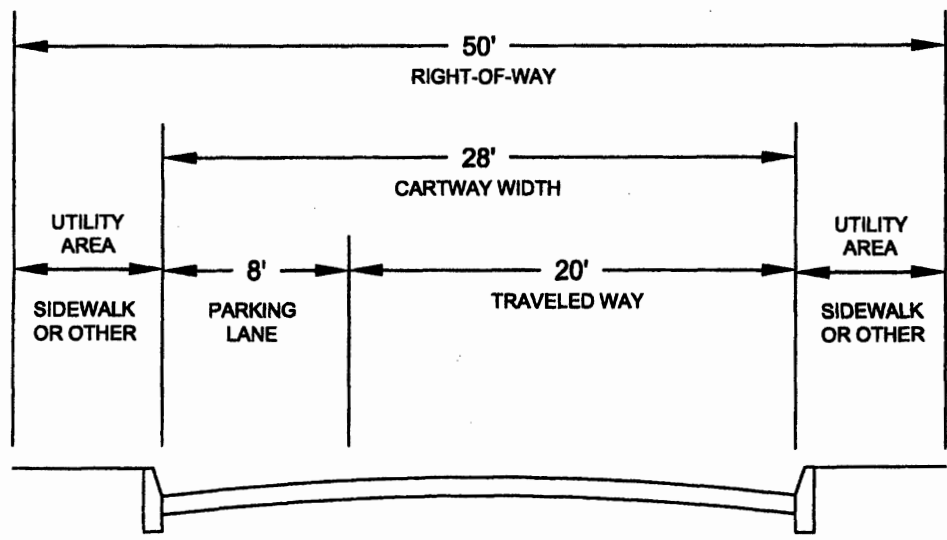 50'
RIGHT-OF-WAY
28'
CARTWAY WIDTH
UTILITY
AREA
SIDEWALK
OR OTHER
8'
PARKING
LANE
20'
TRAVELED WAY
UTILITY
AREA
SIDEWALK
OR OTHER